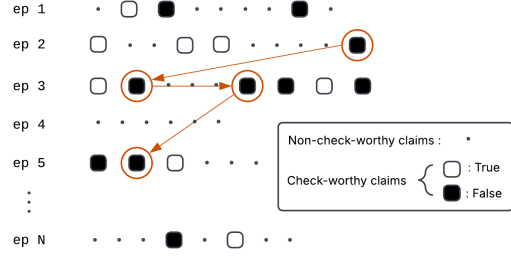 ep 1
ep 2
ep 3
ep 4
ep 5
ep N
Non-check-worthy claims :
Check-worthy claims
: True
: False